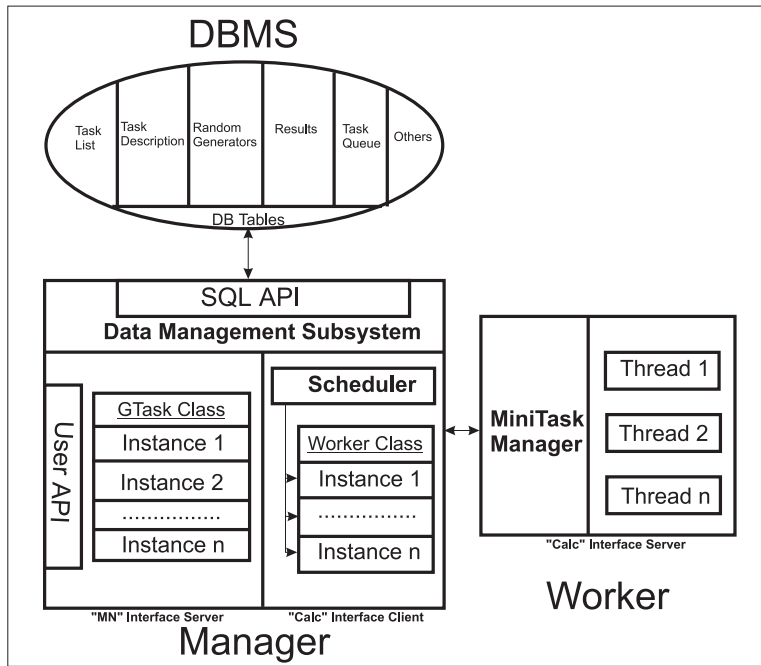 DBMS
Task
List
Task
Description
Random
Generators
Results
Task
Queue
Others
DB Tables
SQL API
Data Management Subsystem
User API
GTask Class
Instance 1
Instance 2
................
Instance n
Scheduler
Worker Class
Instance 1
................
Instance n
MiniTask
Manager
Thread 1
Thread 2
Thread n
"Calc" Interface Server
"MN" Interface Server
"Calc" Interface Client
Manager
Worker